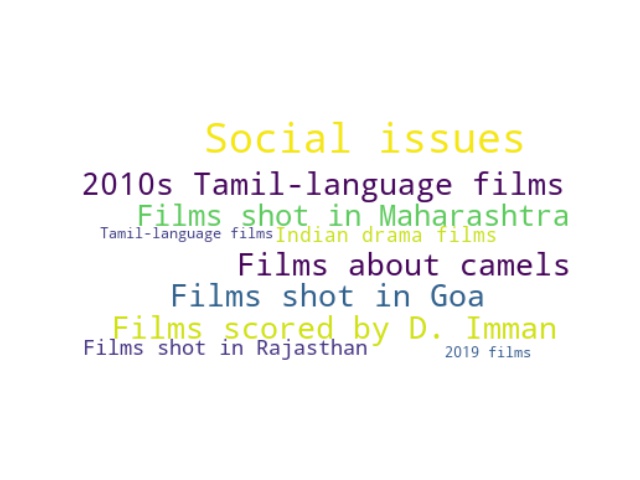 Social issues
2010s Tamil-language films
Films shot in Maharashtra
Tamil-language films
Indian drama films
Films about camels
Films shot in Goa
Films scored by D. Imman
Films shot in Rajasthan
2019 films